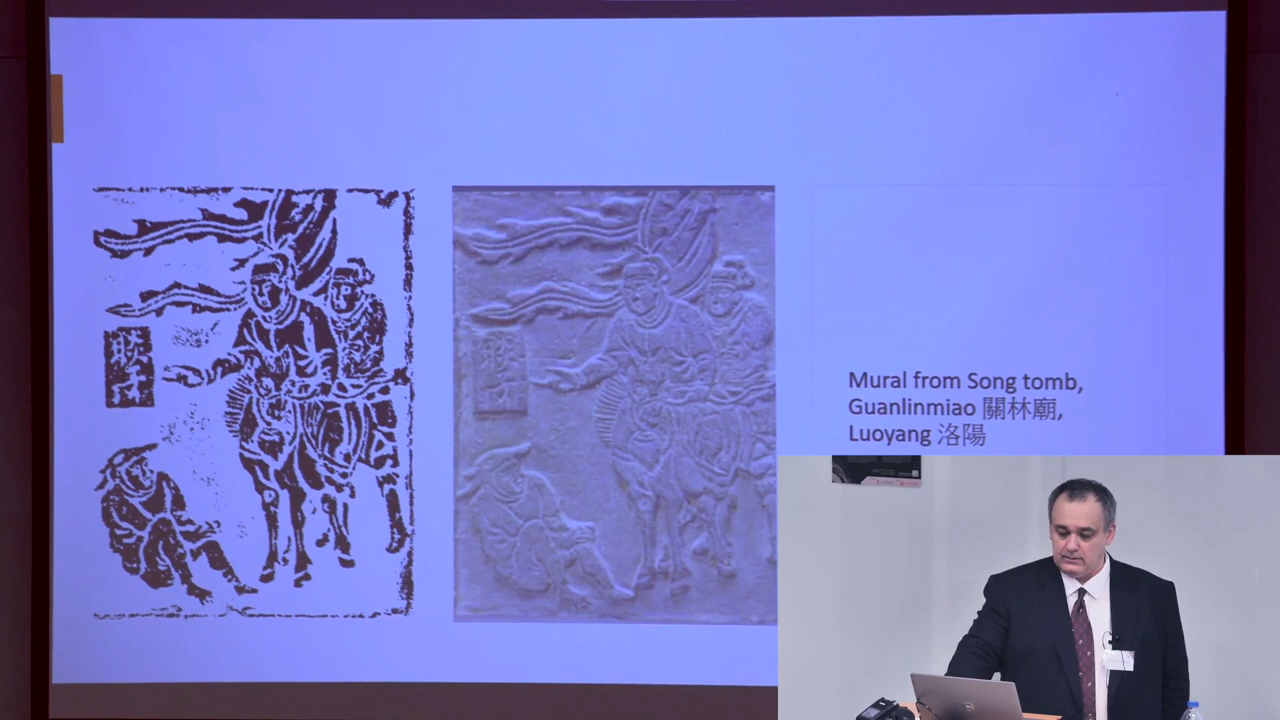 Mural from Song tomb,
Guanlinmiao 關林廟,
Luoyang 洛陽